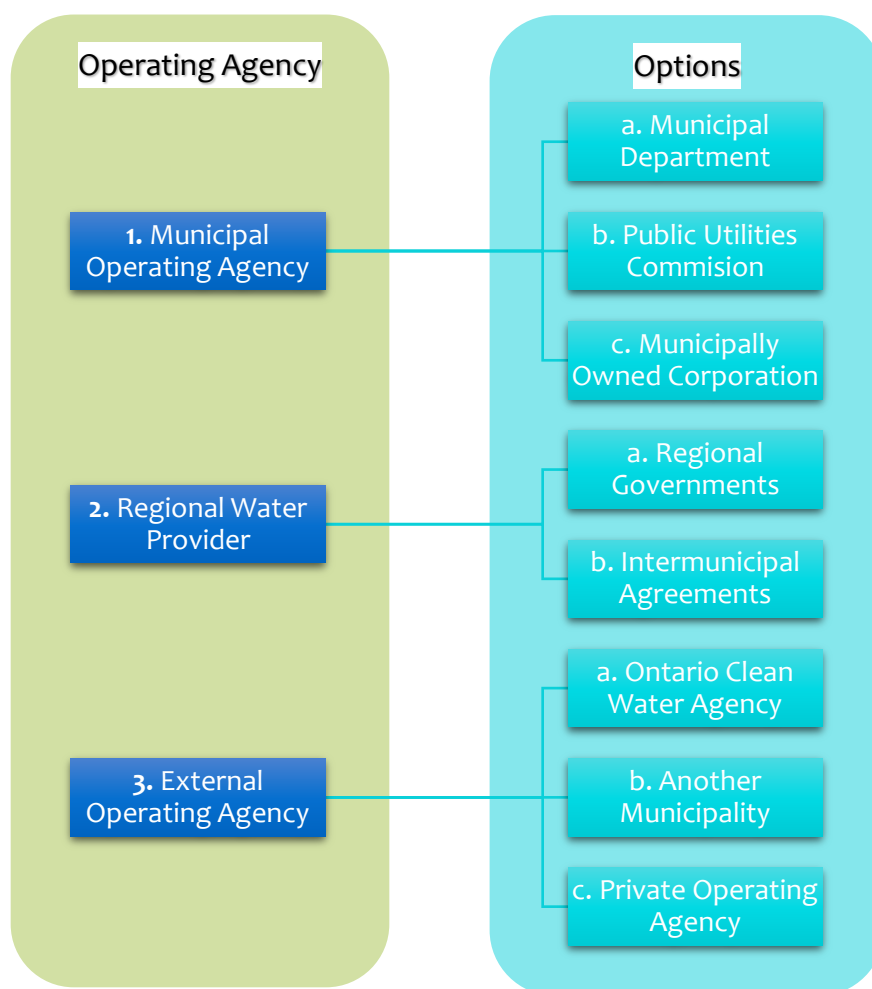 Operating Agency
Options
1. Municipal
Operating Agency
a. Municipal
Department
b. Public Utilities
Commision
c. Municipally
Owned Corporation
2. Regional Water
Provider
a. Regional
Governments
b. Intermunicipal
Agreements
3. External
Operating Agency
a. Ontario Clean
Water Agency
b. Another
Municipality
c. Private Operating
Agency